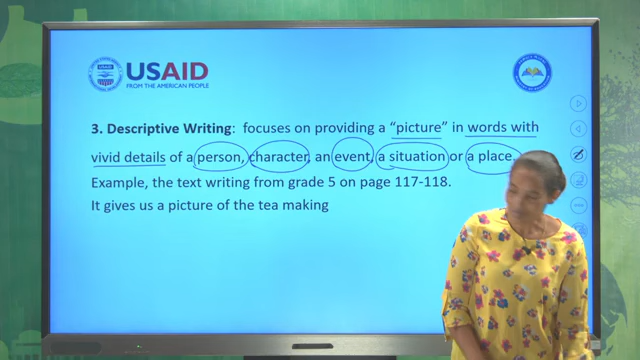 USAID
FROM THE AMERICAN PEOPLE
3. Descriptive Writing: focuses on providing a “picture” in words with
vivid details of a person, character, an event, a situation or a place.
Example, the text writing from grade 5 on page 117-118.
It gives us a picture of the tea making